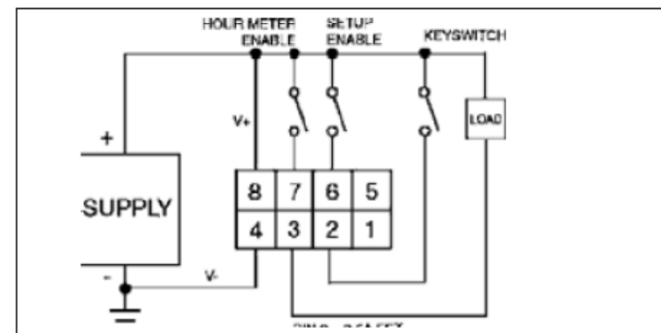 HOUR METER SETUP
ENABLE ENABLE KEYSWITCH
V+ LOAD
+
8 7 6 5
SUPPLY
4 3 2 1
- V-